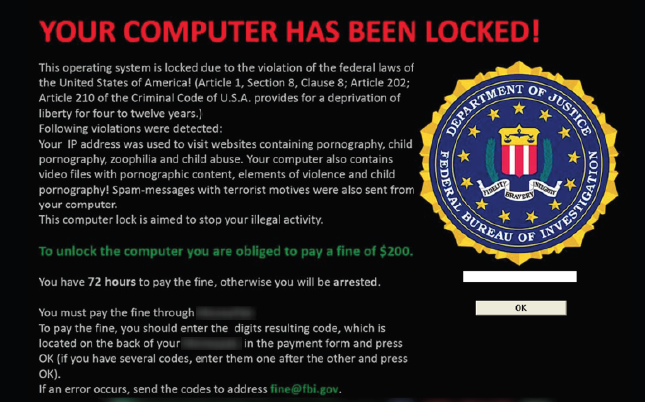 YOUR COMPUTER HAS BEEN LOCKED!
This operating system is locked due to the violation of the federal laws of
the United States of America! (Article 1, Section 8, Clause 8; Article 202;
Article 210 of the Criminal Code of U.S.A. provides for a deprivation of
liberty for four to twelve years.)
Following violations were detected:
Your IP address was used to visit websites containing pornography, child
pornography, zoophilia and child abuse. Your computer also contains
video files with pornographic content, elements of violence and child
pornography! Spam-messages with terrorist motives were also sent from
your computer.
This computer lock is aimed to stop your illegal activity.
To unlock the computer you are obliged to pay a fine of $200.
You have 72 hours to pay the fine, otherwise you will be arrested.
You must pay the fine through
To pay the fine, you should enter the digits resulting code, which is
located on the back of your in the payment form and press
OK (if you have several codes, enter them one after the other and press
OK).
If an error occurs, send the codes to address fine@fbi.gov.
DEPARTMENT OF JUSTICE
FIDELITY BRAVERY INTEGRITY
FEDERAL BUREAU OF INVESTIGATION
OK